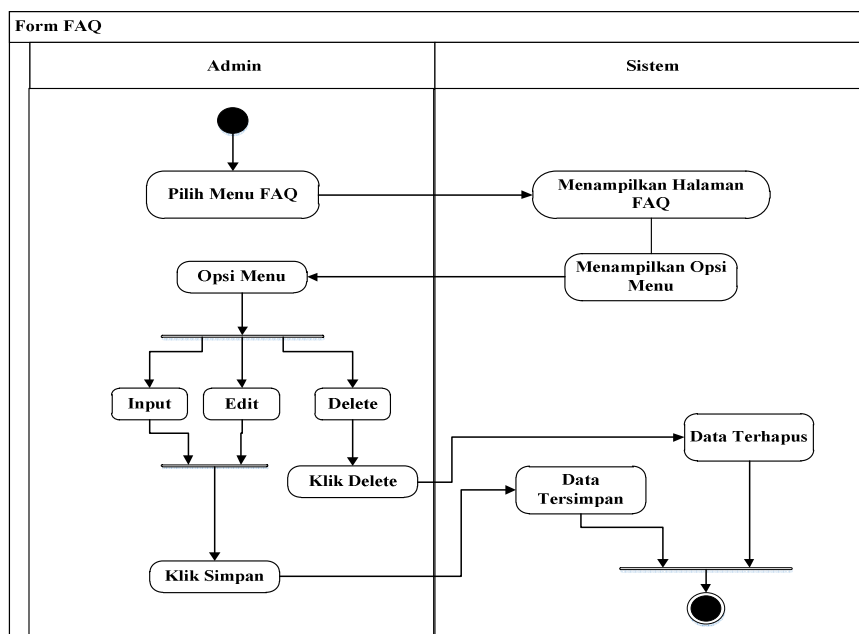 Form FAQ
Admin
Sistem
Pilih Menu FAQ
Menampilkan Halaman
FAQ
Opsi Menu
Menampilkan Opsi
Menu
Input
Edit
Delete
Data Terhapus
Klik Delete
Data
Tersimpan
Klik Simpan